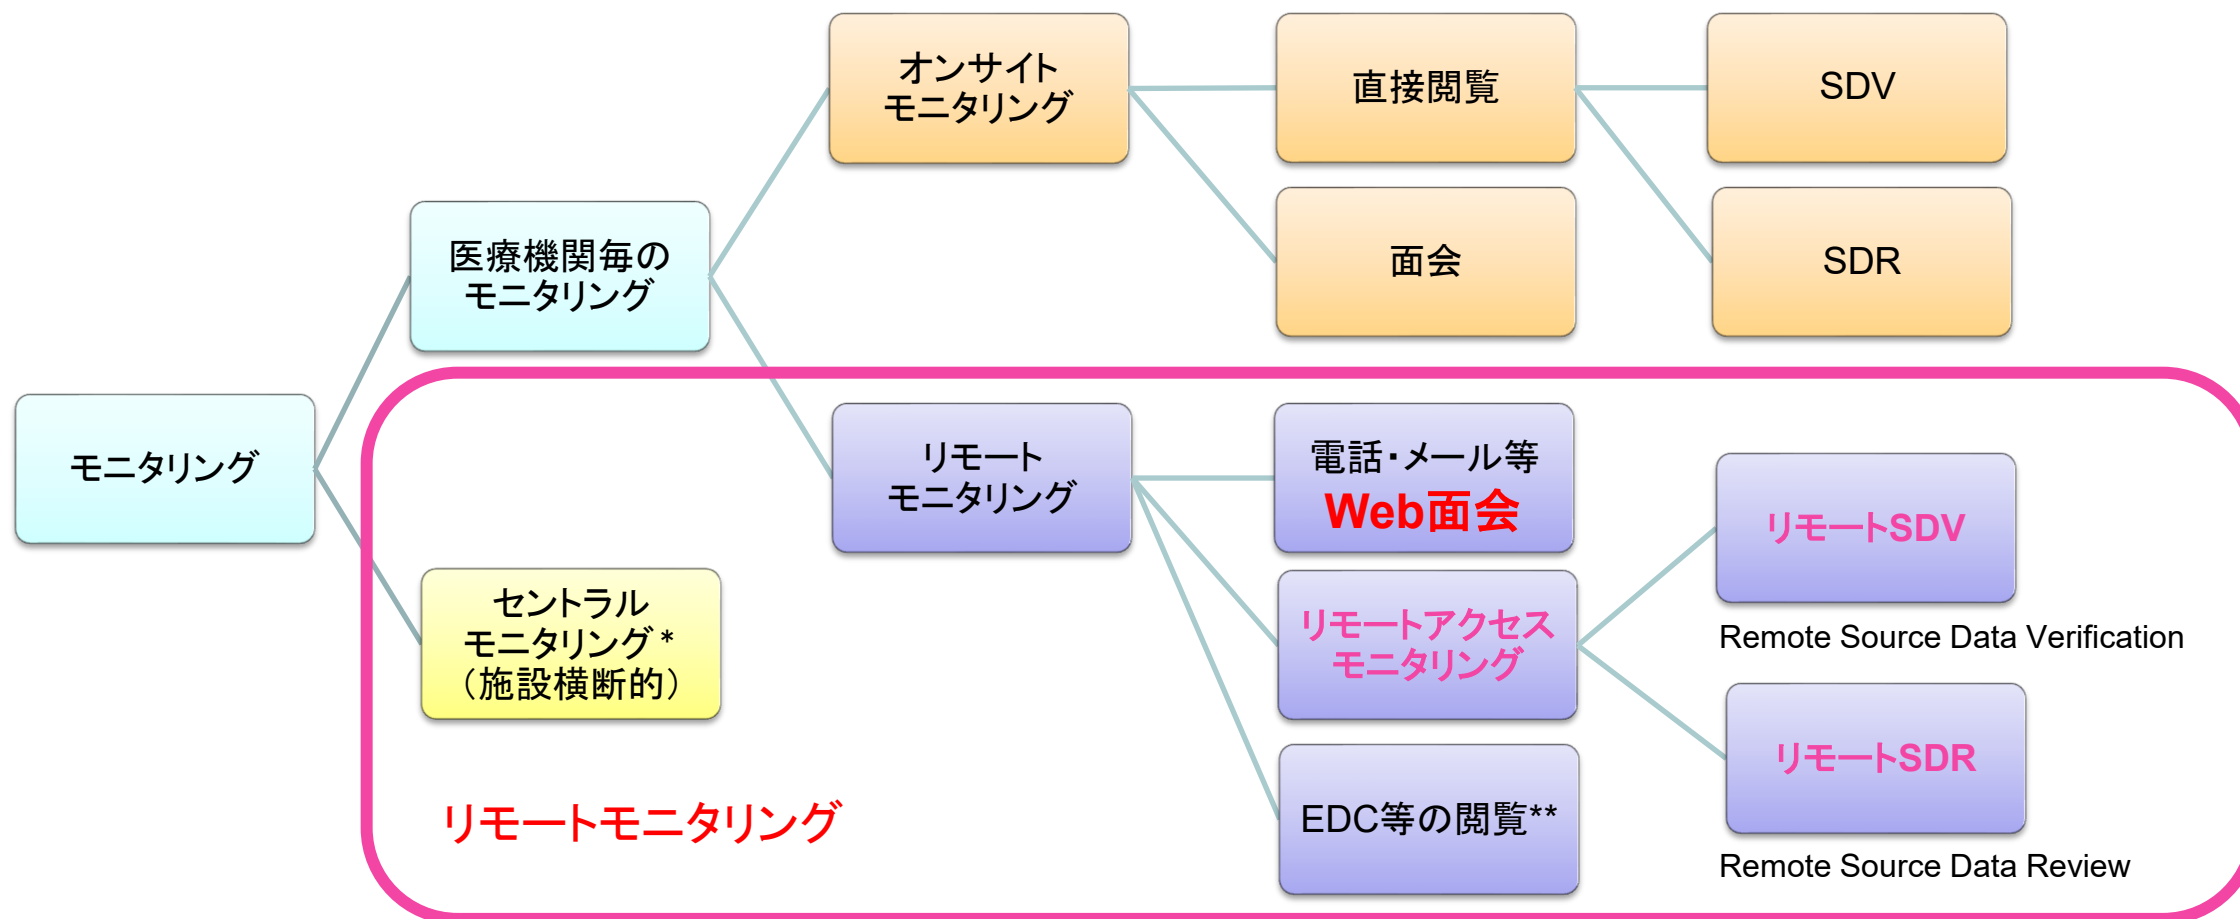 オンサイト
モニタリング
直接閲覧
SDV
医療機関毎の
モニタリング
面会
SDR
モニタリング
リモート
モニタリング
電話・メール等
Web面会
リモートSDV
Remote Source Data Verification
セントラル
モニタリング*
（施設横断的）
リモートアクセス
モニタリング
リモートSDR
Remote Source Data Review
リモートモニタリング
EDC等の閲覧**